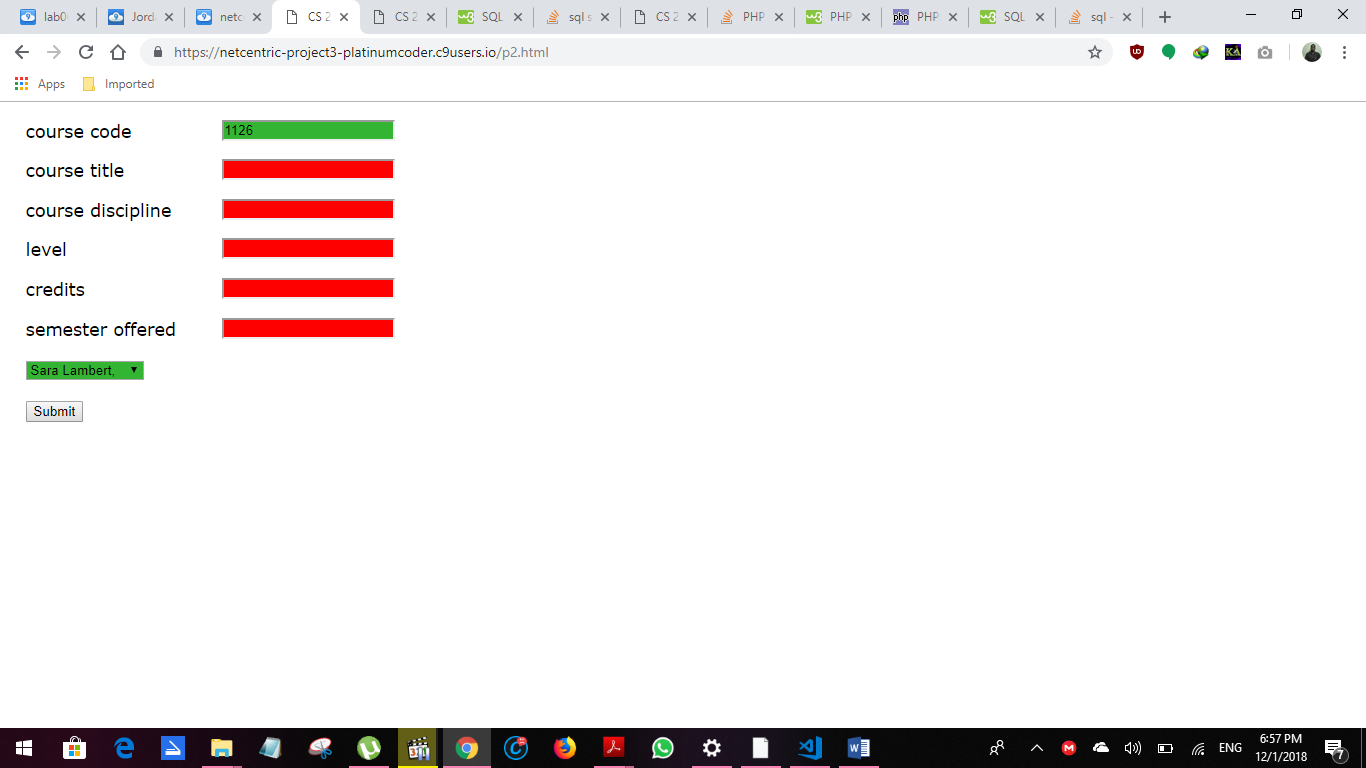 lab0
Jord
netc
CS 2
CS 2
SQL
sql s
CS 2
PHP
PHP
php
PHP
SQL
sql -
https://netcentric-project3-platinumcoder.c9users.io/p2.html
Apps
Imported
course code 1126
course title
course discipline
level
credits
semester offered
Sara Lambert,
Submit
ENG
6:57 PM
12/1/2018
7